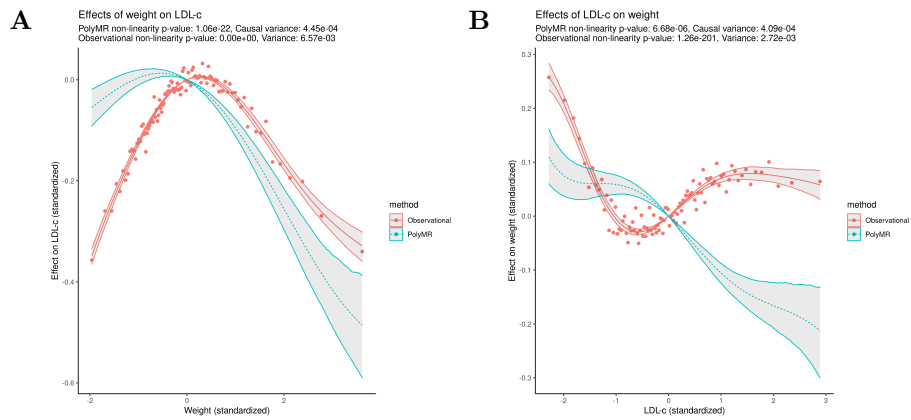 A
Effects of weight on LDL-c
PolyMR non-linearity p-value: 1.06e-22, Causal variance: 4.45e-04
Observational non-linearity p-value: 0.00e+00, Variance: 6.57e-03
Effect on LDL-c (standardized)
0.0
-0.2
-0.4
-0.6
-2
0
2
Weight (standardized)
method
Observational
PolyMR
B
Effects of LDL-c on weight
PolyMR non-linearity p-value: 6.68e-06, Causal variance: 4.09e-04
Observational non-linearity p-value: 1.26e-201, Variance: 2.72e-03
Effect on weight (standardized)
0.3
0.2
0.1
0.0
-0.1
-0.2
-0.3
-2
-1
0
1
2
3
LDL-c (standardized)
method
Observational
PolyMR